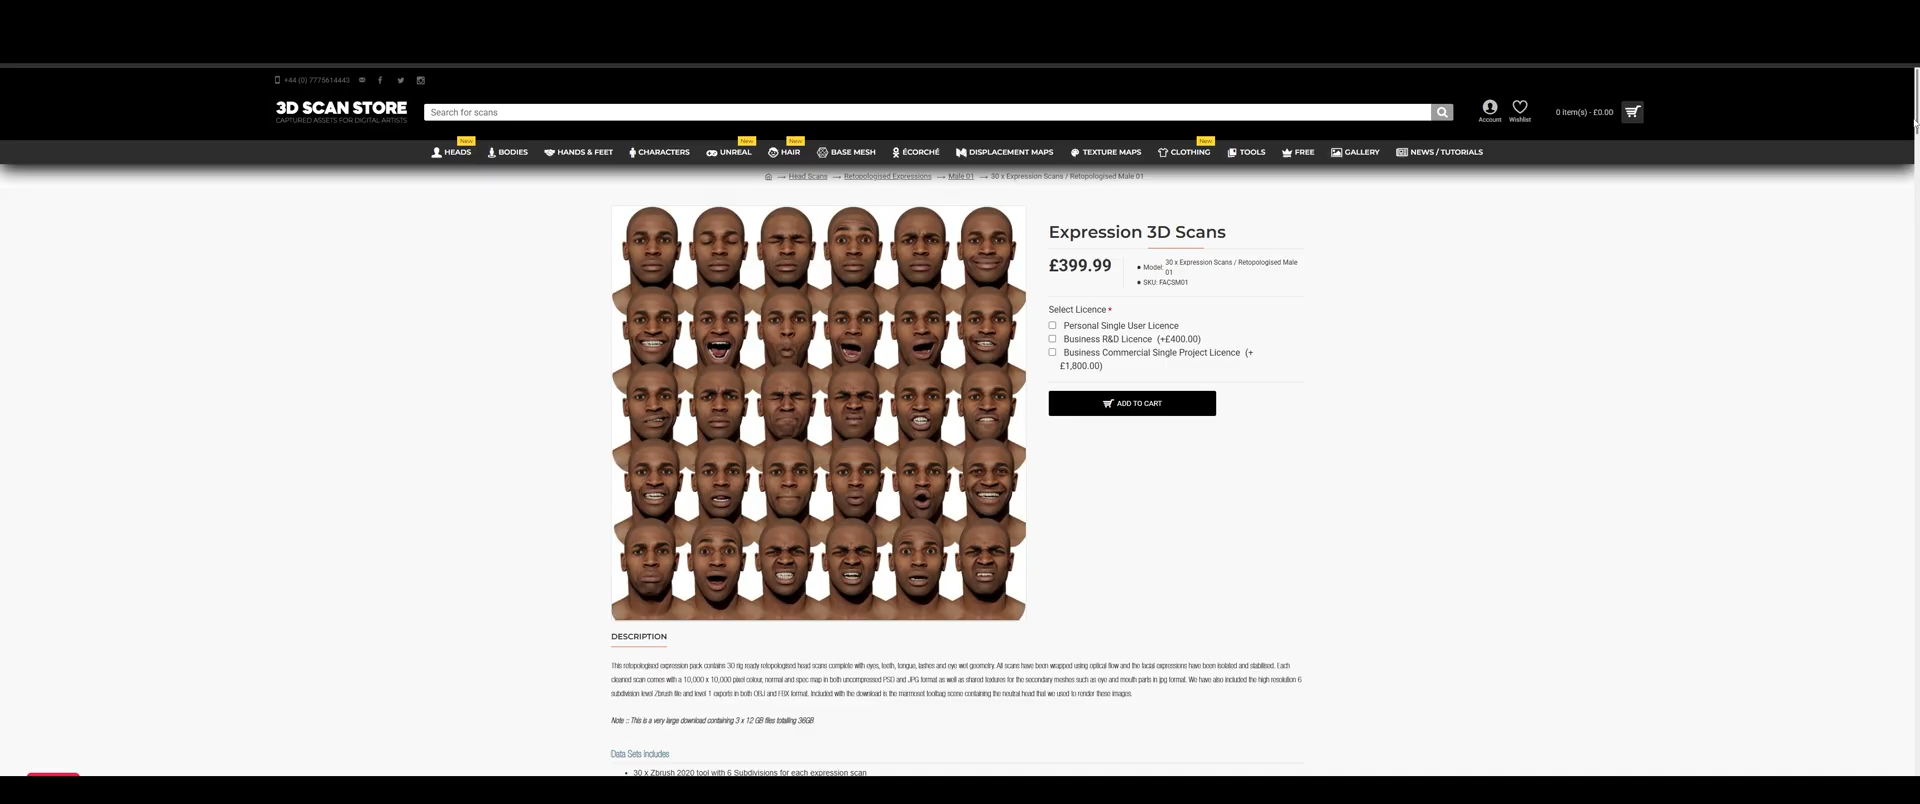 +44 (0) 7775614443
3D SCAN STORE
CAPTURED ASSETS FOR DIGITAL ARTISTS
Search for scans
Account
Wishlist
0 item(s) - £0.00
New
New
New
New
HEADS
BODIES
HANDS & FEET
CHARACTERS
UNREAL
HAIR
BASE MESH
ÉCORCHÉ
DISPLACEMENT MAPS
TEXTURE MAPS
CLOTHING
TOOLS
FREE
GALLERY
NEWS / TUTORIALS
Head Scans
Retopologised Expressions
Male 01
30 x Expression Scans / Retopologised Male 01
Expression 3D Scans
£399.99
Model: 30 x Expression Scans / Retopologised Male
01
SKU: FACSM01
Select Licence *
Personal Single User Licence
Business R&D Licence (+£400.00)
Business Commercial Single Project Licence (+
£1,800.00)
ADD TO CART
DESCRIPTION
This retopologised expression pack contains 30 rig ready retopologised head scans complete with eyes, teeth, tongue, lashes and eye wet geometry. All scans have been wrapped using optical flow and the facial expressions have been isolated and stabilised. Each
cleaned scan comes with a 10,000 x 10,000 pixel colour, normal and spec map in both uncompressed PSD and JPG format as well as shared textures for the secondary meshes such as eye and mouth parts in jpg format. We have also included the high resolution 6
subdivision level Zbrush file and level 1 exports in both OBJ and FBX format. Included with the download is the marmoset toolbag scene containing the neutral head that we used to render these images.
Note :: This is a very large download containing 3 x 12 GB files totalling 36GB
Data Sets includes
30 x Zbrush 2020 tool with 6 Subdivisions for each expression scan